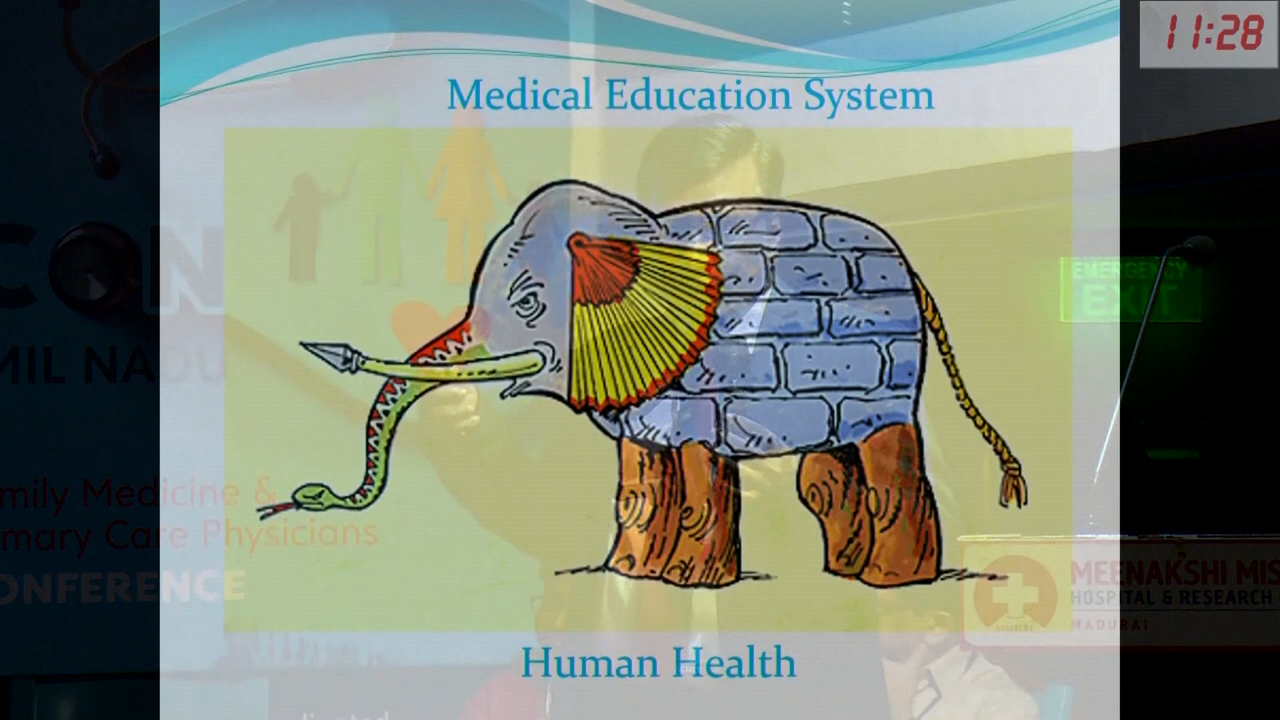 11:28
Medical Education System
CON
MIL NADU
EMERGENCY
EXIT
mily Medicine &
mary Care Physicians
ONFERENCE
MEENAKSHI MIS
HOSPITAL & RESEARCH
MADURAI
Human Health